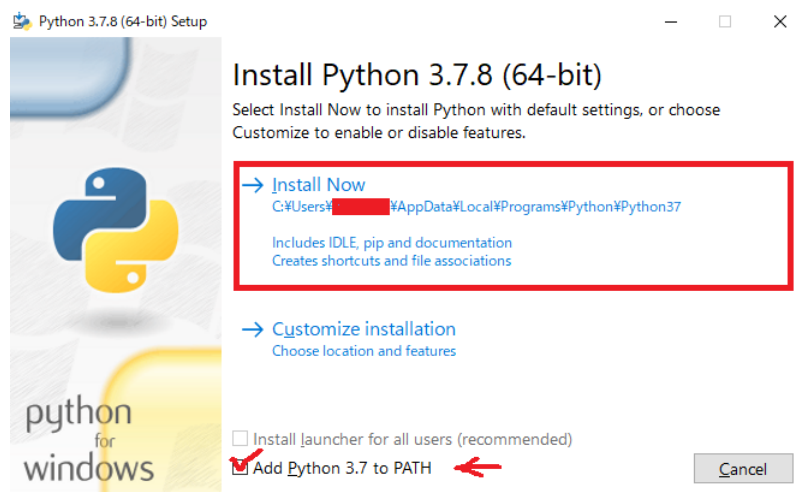 Python 3.7.8 (64-bit) Setup
Install Python 3.7.8 (64-bit)
Select Install Now to install Python with default settings, or choose
Customize to enable or disable features.
Install Now
C:¥Users¥ ¥AppData¥Local¥Programs¥Python¥Python37
Includes IDLE, pip and documentation
Creates shortcuts and file associations
Customize installation
Choose location and features
python
for
windows
Install launcher for all users (recommended)
Add Python 3.7 to PATH
Cancel